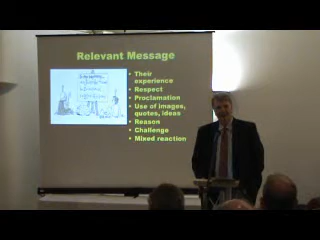 Relevant Message
• Their
experience
• Respect
• Proclamation
• Use of images,
quotes, ideas
• Reason
• Challenge
• Mixed reaction